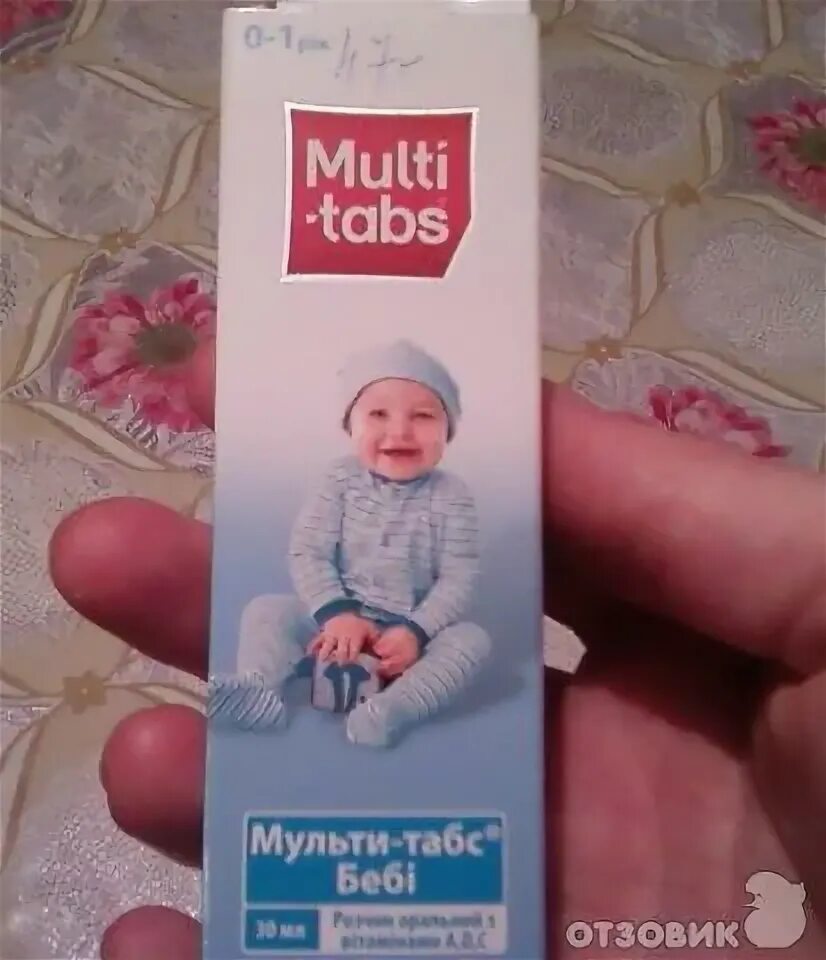 0-1 рік
Multi
-tabs
Мульти-табс®
Бебі
30 мл
Розчин оральний з
вітамінами A,D,C
ОТЗОВИК